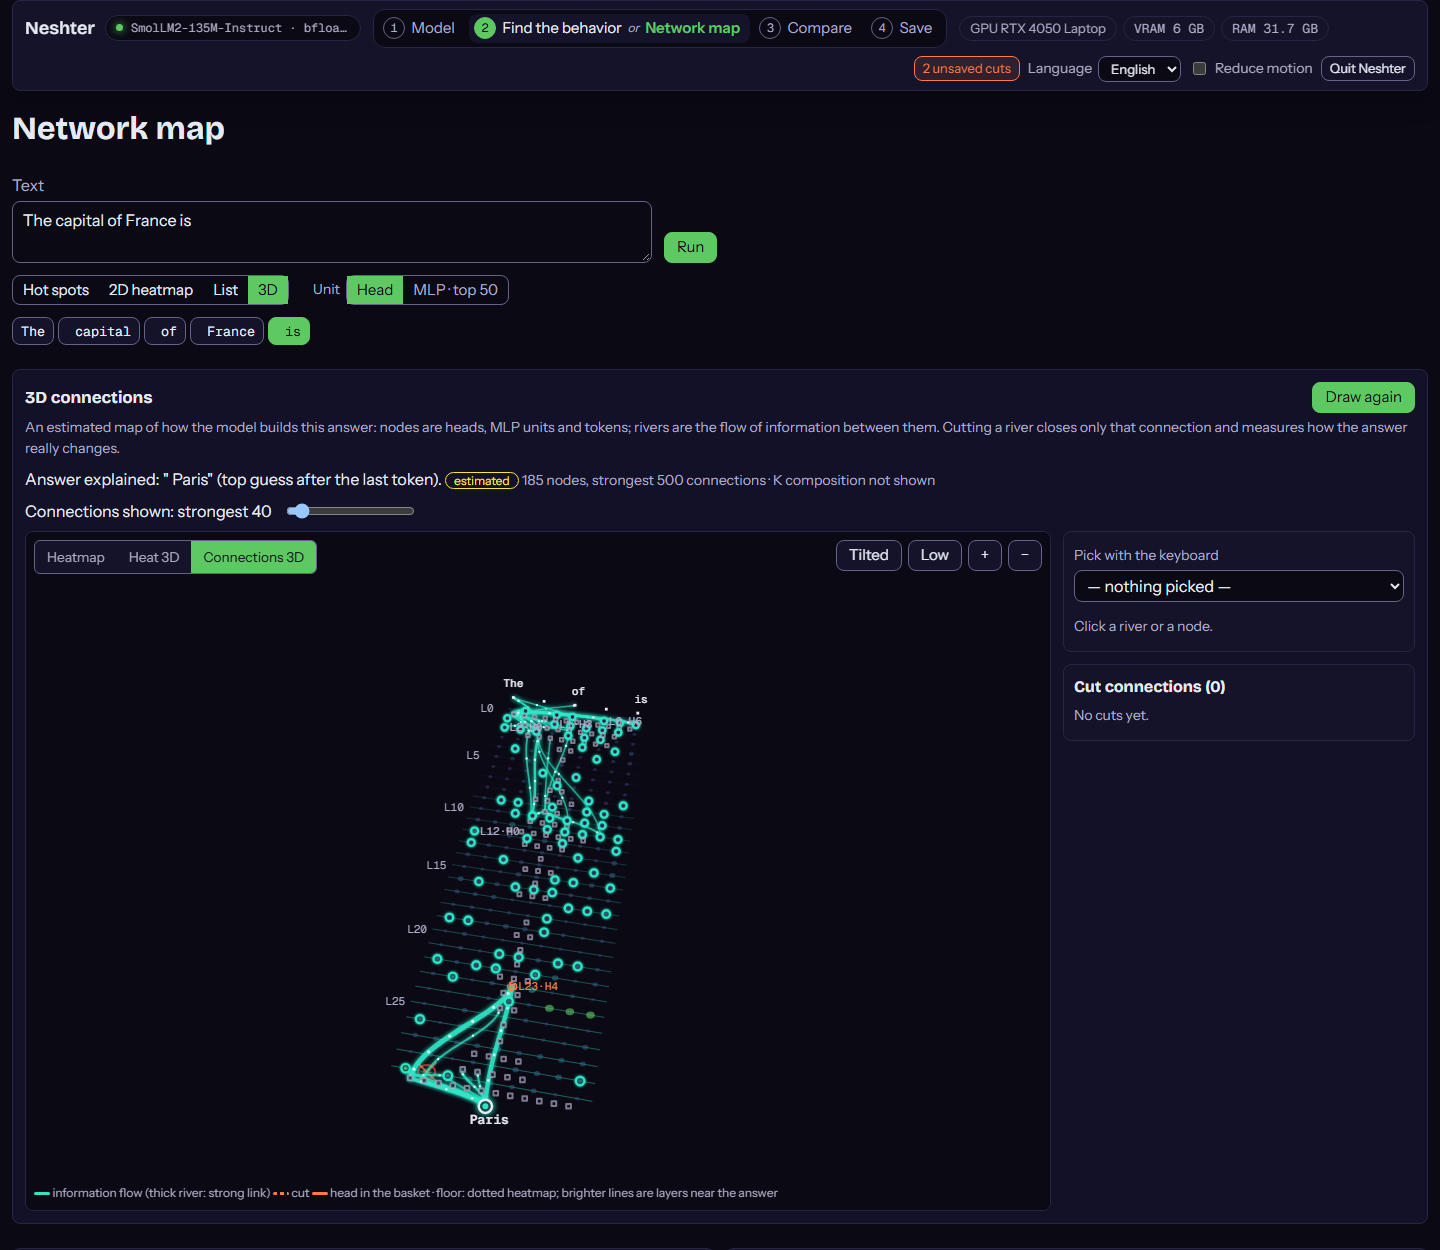 Neshter
SmolLM2-135M-Instruct · bfloa…
1 Model
2 Find the behavior or Network map
3 Compare
4 Save
GPU RTX 4050 Laptop
VRAM 6 GB
RAM 31.7 GB
2 unsaved cuts
Language
English
Reduce motion
Quit Neshter
Network map
Text
The capital of France is
Run
Hot spots 2D heatmap List 3D
Unit Head MLP·top 50
The capital of France is
3D connections
Draw again
An estimated map of how the model builds this answer: nodes are heads, MLP units and tokens; rivers are the flow of information between them. Cutting a river closes only that connection and measures how the answer
really changes.
Answer explained: " Paris" (top guess after the last token). estimated 185 nodes, strongest 500 connections · K composition not shown
Connections shown: strongest 40
Heatmap Heat 3D Connections 3D
Tilted Low + −
Pick with the keyboard
— nothing picked —
Click a river or a node.
Cut connections (0)
No cuts yet.
The
of
is
L0
L5
L10
L12·H0
L15
L20
L23·H4
L25
Paris
information flow (thick river: strong link) cut head in the basket · floor: dotted heatmap; brighter lines are layers near the answer